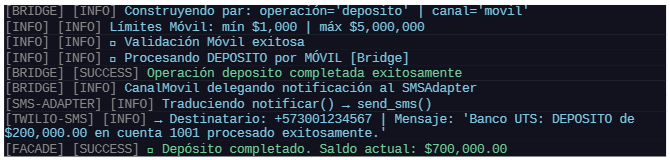 [BRIDGE] [INFO] Construyendo par: operación='deposito' | canal='movil'
[INFO] [INFO] Límites Móvil: mín $1,000 | máx $5,000,000
[INFO] [INFO] ▯ Validación Móvil exitosa
[INFO] [INFO] ▯ Procesando DEPOSITO por MÓVIL [Bridge]
[BRIDGE] [SUCCESS] Operación deposito completada exitosamente
[BRIDGE] [INFO] CanalMovil delegando notificación al SMSAdapter
[SMS-ADAPTER] [INFO] Traduciendo notificar() → send_sms()
[TWILIO-SMS] [INFO] → Destinatario: +573001234567 | Mensaje: 'Banco UTS: DEPOSITO de
$200,000.00 en cuenta 1001 procesado exitosamente.'
[FACADE] [SUCCESS] ▯ Depósito completado. Saldo actual: $700,000.00